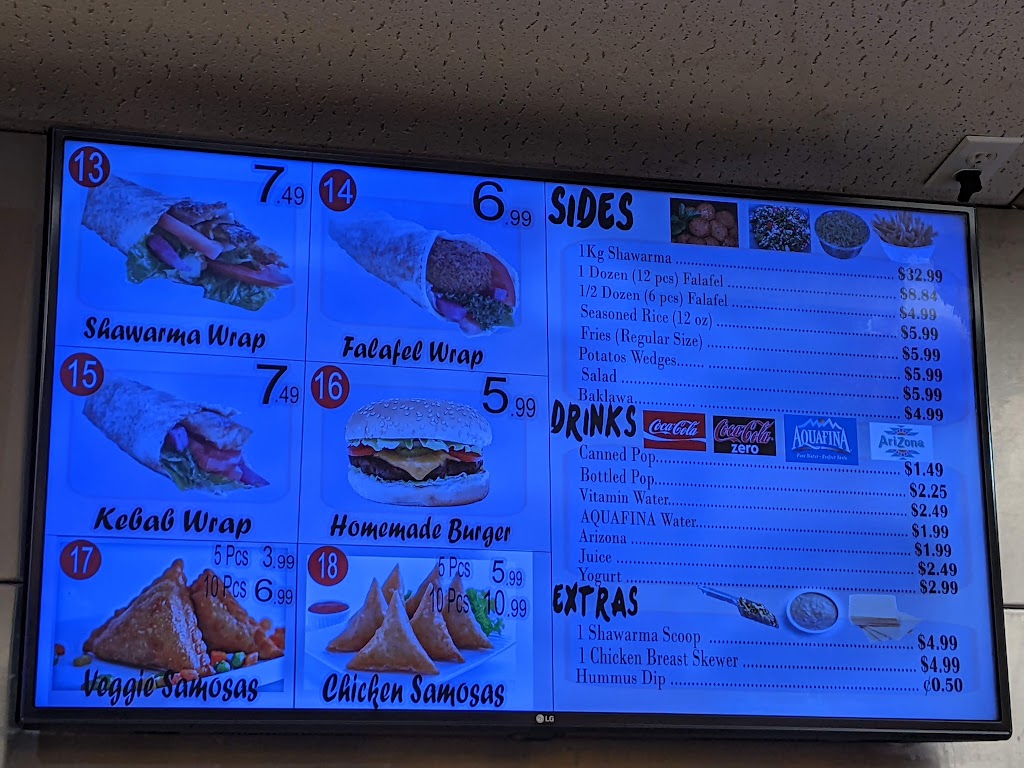 13
7.49
Shawarma Wrap
14
6.99
Falafel Wrap
15
7.49
Kebab Wrap
16
5.99
Homemade Burger
17
5 Pcs 3.99
10 Pcs 6.99
Veggie Samosas
18
5 Pcs 5.99
10 Pcs 10.99
Chicken Samosas
SIDES
1Kg Shawarma ........ $32.99
1 Dozen (12 pcs) Falafel ........ $8.84
1/2 Dozen (6 pcs) Falafel ........ $4.99
Seasoned Rice (12 oz) ........ $5.99
Fries (Regular Size) ........ $5.99
Potatos Wedges........ $5.99
Salad ........ $5.99
Baklawa ........ $4.99
DRINKS
Coca-Cola
Coca-Cola zero
AQUAFINA
Pure Water - Perfect Taste
AriZona
Canned Pop........ $1.49
Bottled Pop........ $2.25
Vitamin Water........ $2.49
AQUAFINA Water........ $1.99
Arizona ........ $1.99
Juice ........ $2.49
Yogurt ........ $2.99
EXTRAS
1 Shawarma Scoop ........ $4.99
1 Chicken Breast Skewer ........ $4.99
Hummus Dip ........ ¢0.50
LG